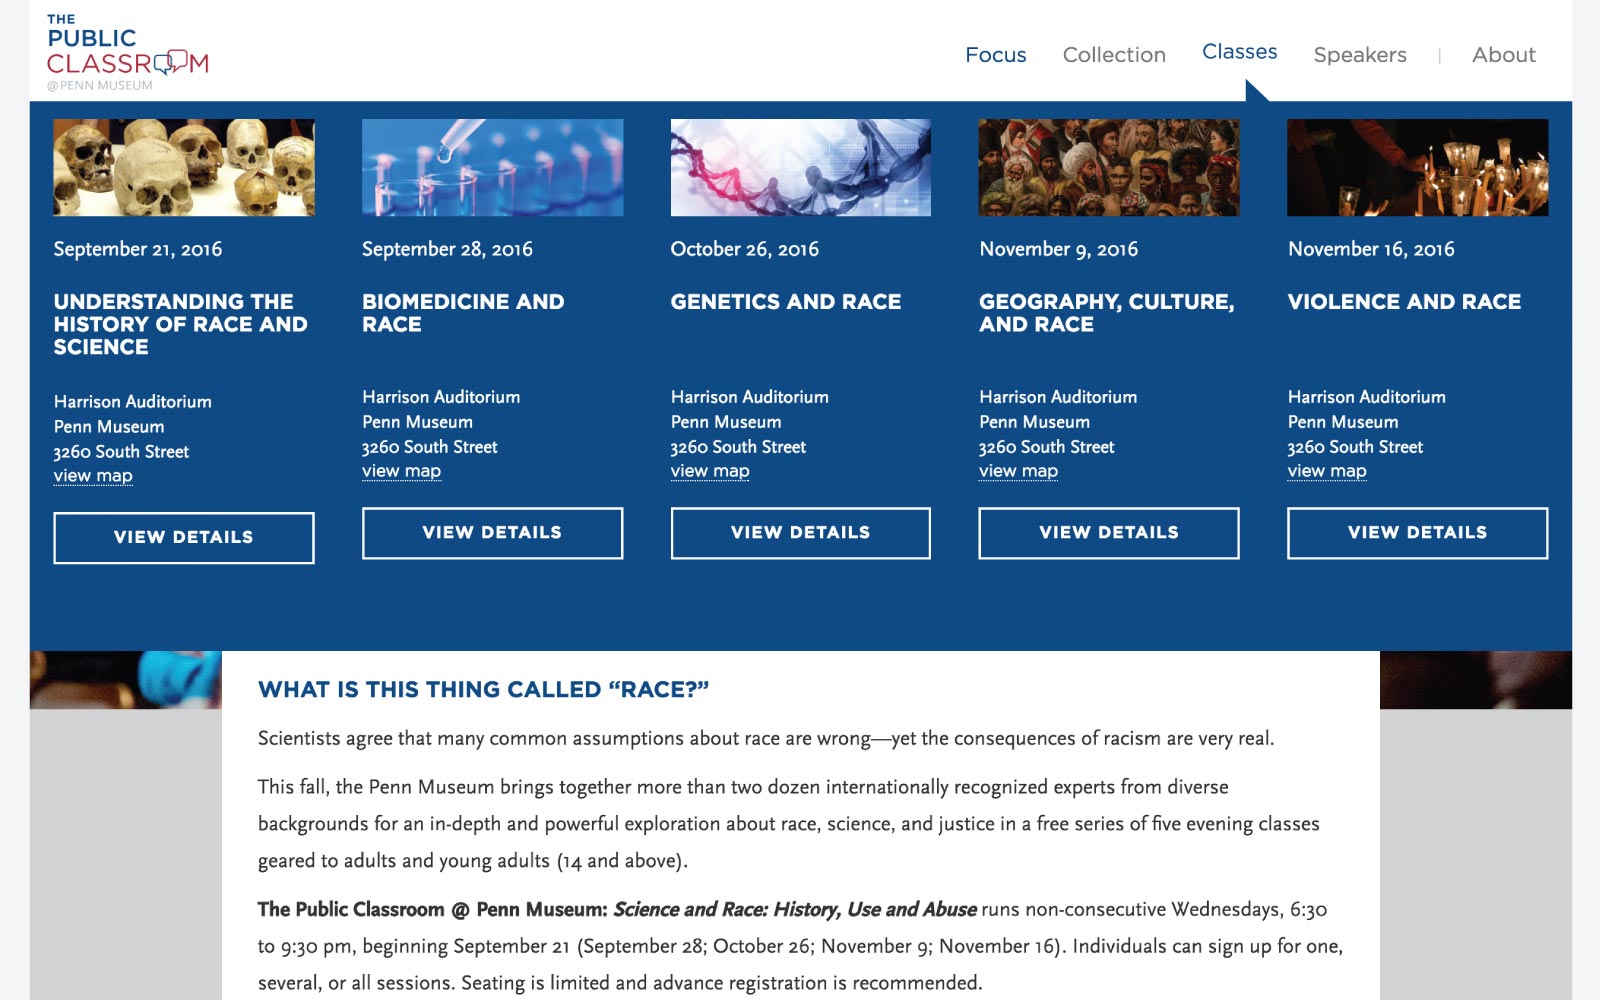 THE
PUBLIC
CLASSROOM
@PENN MUSEUM
Focus Collection Classes Speakers | About
September 21, 2016
UNDERSTANDING THE
HISTORY OF RACE AND
SCIENCE
Harrison Auditorium
Penn Museum
3260 South Street
view map
VIEW DETAILS
September 28, 2016
BIOMEDICINE AND
RACE
Harrison Auditorium
Penn Museum
3260 South Street
view map
VIEW DETAILS
October 26, 2016
GENETICS AND RACE
Harrison Auditorium
Penn Museum
3260 South Street
view map
VIEW DETAILS
November 9, 2016
GEOGRAPHY, CULTURE,
AND RACE
Harrison Auditorium
Penn Museum
3260 South Street
view map
VIEW DETAILS
November 16, 2016
VIOLENCE AND RACE
Harrison Auditorium
Penn Museum
3260 South Street
view map
VIEW DETAILS
WHAT IS THIS THING CALLED “RACE?”
Scientists agree that many common assumptions about race are wrong—yet the consequences of racism are very real.
This fall, the Penn Museum brings together more than two dozen internationally recognized experts from diverse
backgrounds for an in-depth and powerful exploration about race, science, and justice in a free series of five evening classes
geared to adults and young adults (14 and above).
The Public Classroom @ Penn Museum: Science and Race: History, Use and Abuse runs non-consecutive Wednesdays, 6:30
to 9:30 pm, beginning September 21 (September 28; October 26; November 9; November 16). Individuals can sign up for one,
several, or all sessions. Seating is limited and advance registration is recommended.